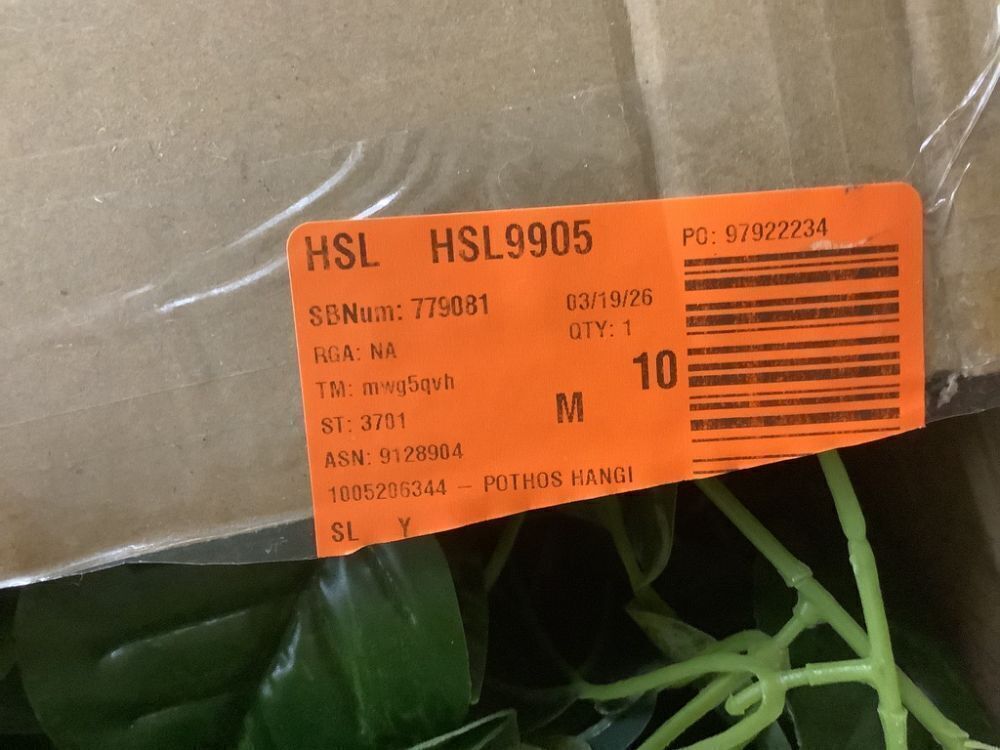 HSL HSL9905
PO: 97922234
SBNum: 779081
03/19/26
QTY: 1
RGA: NA
TM: mwg5qvh
10
M
ST: 3701
ASN: 9128904
1005206344 – POTHOS HANGI
SL Y